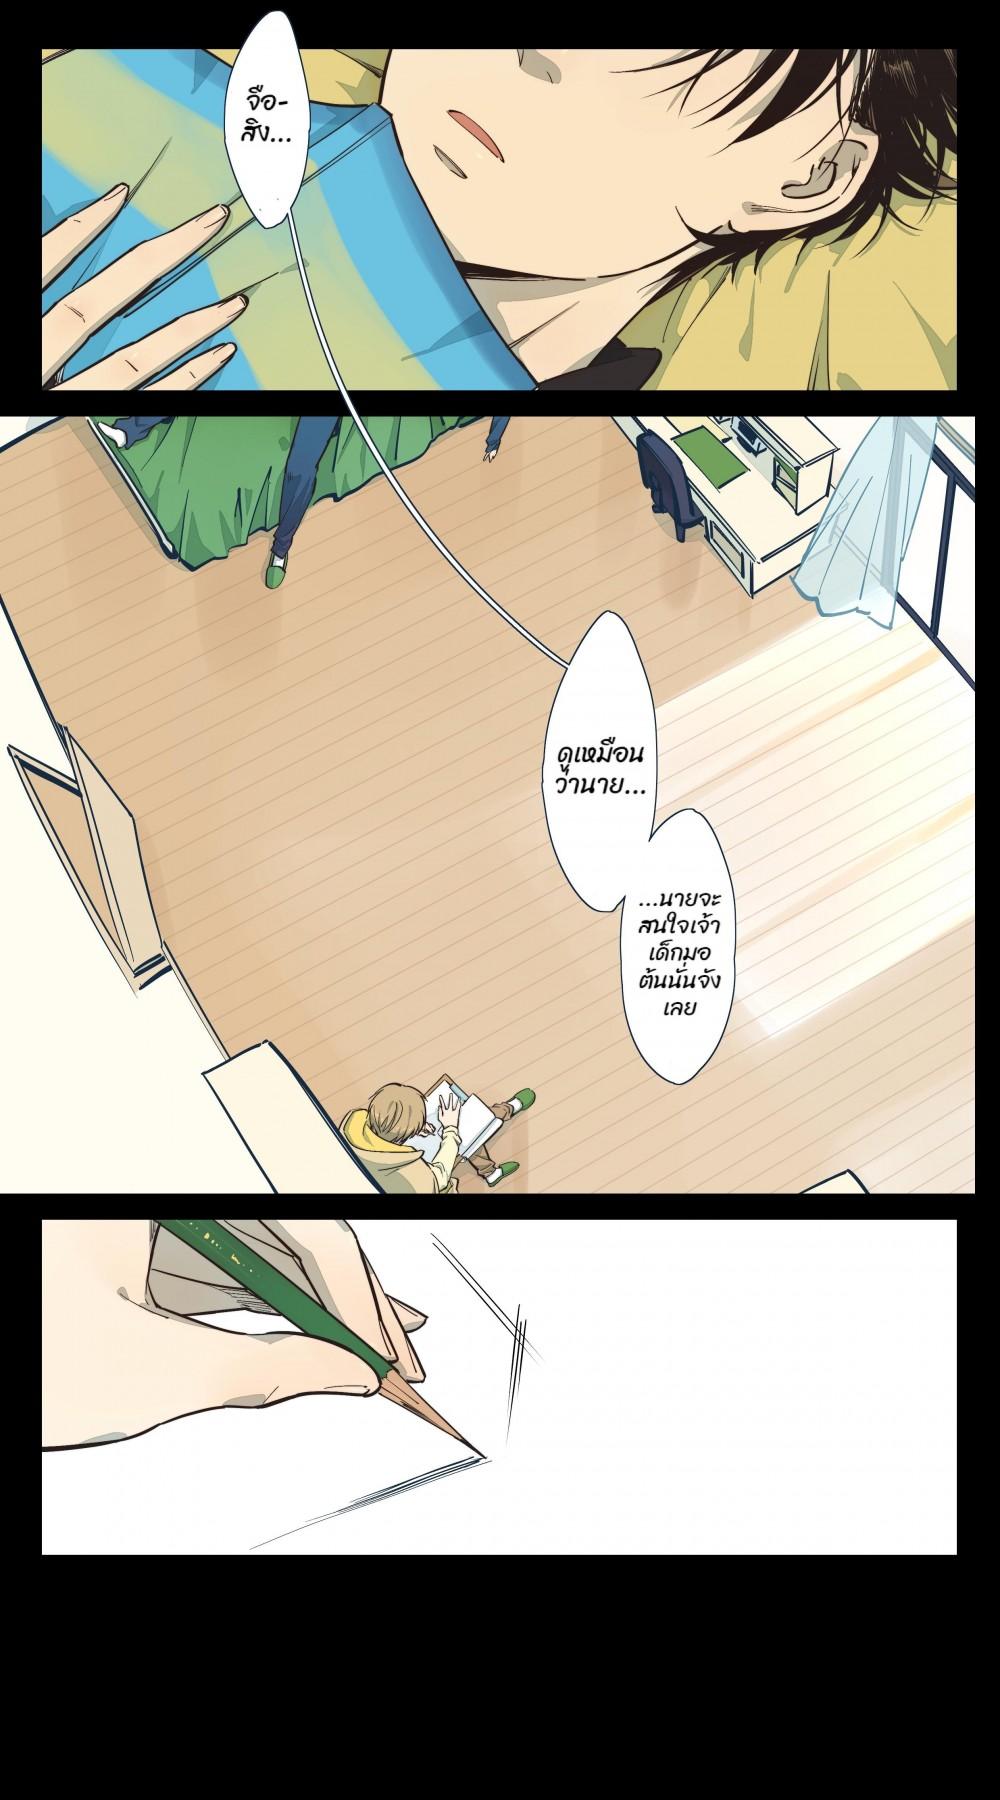 จือ-
สิง...
ดูเหมือน
ว่านาย...
...นายจะ
สนใจเจ้า
เด็กมอ
ต้นนั่นจัง
เลย